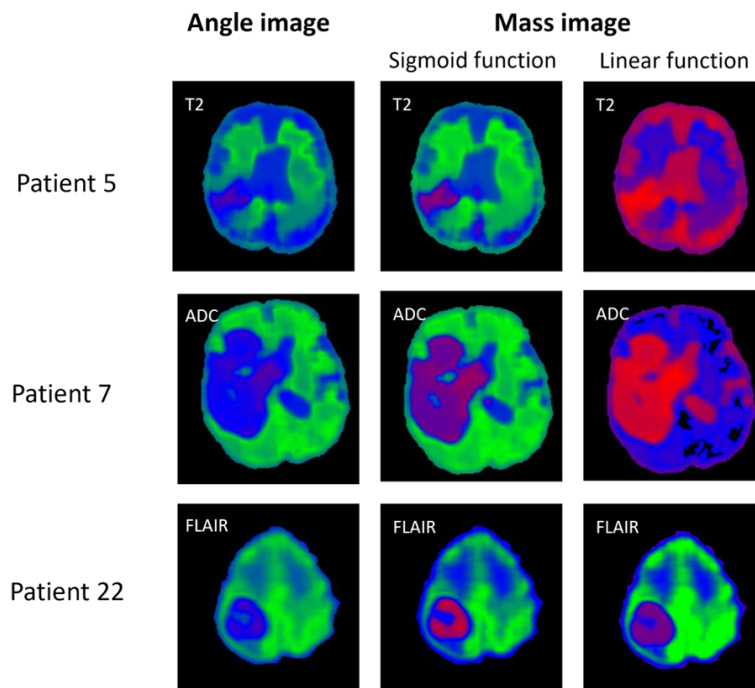 Angle image
Mass image
Sigmoid function
Linear function
Patient 5
T2
T2
T2
Patient 7
ADC
ADC
ADC
Patient 22
FLAIR
FLAIR
FLAIR